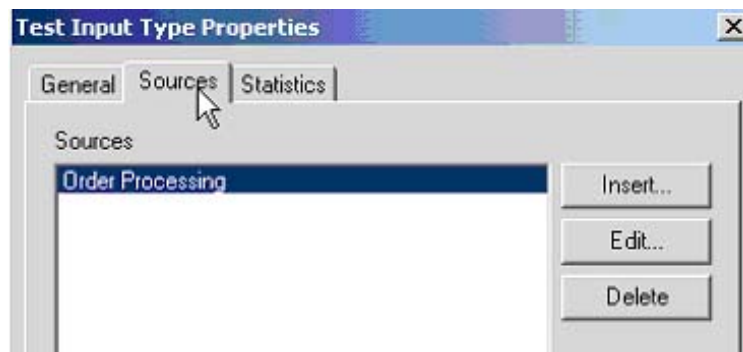 Test Input Type Properties
General Sources Statistics
Sources
Order Processing
Insert...
Edit...
Delete